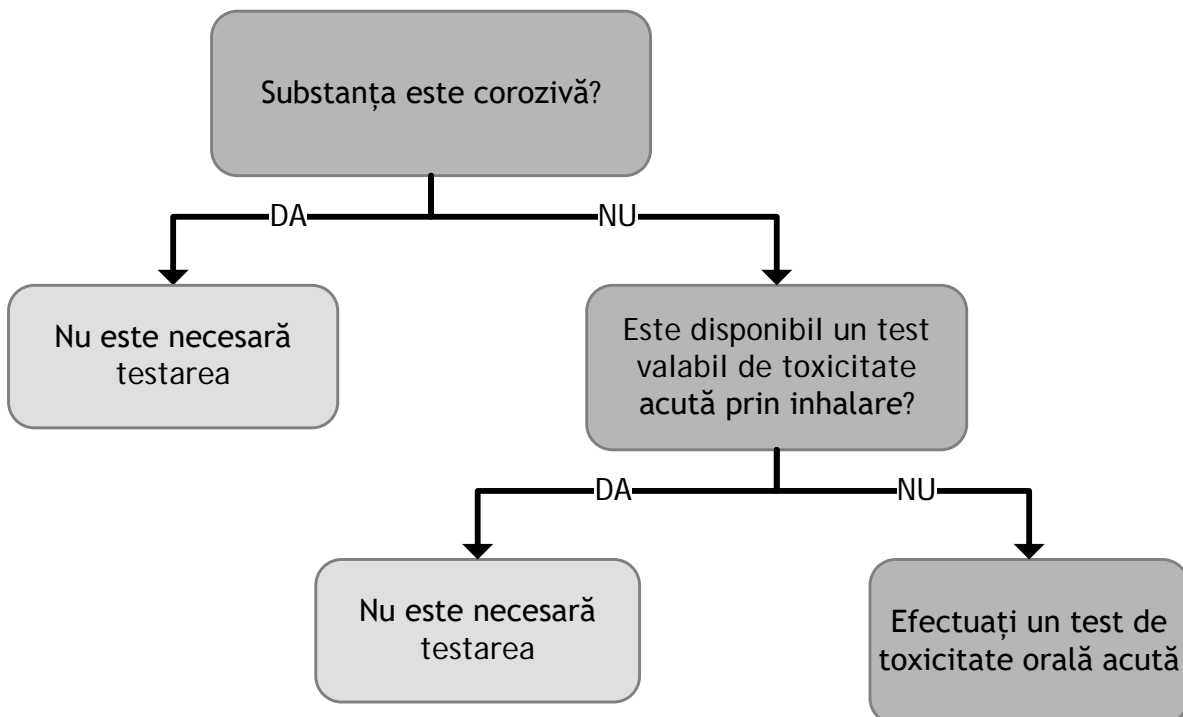 Substanța este corozivă?
DA
NU
Nu este necesară
testarea
Este disponibil un test
valabil de toxicitate
acută prin inhalare?
DA
NU
Nu este necesară
testarea
Efectuați un test de
toxicitate orală acută